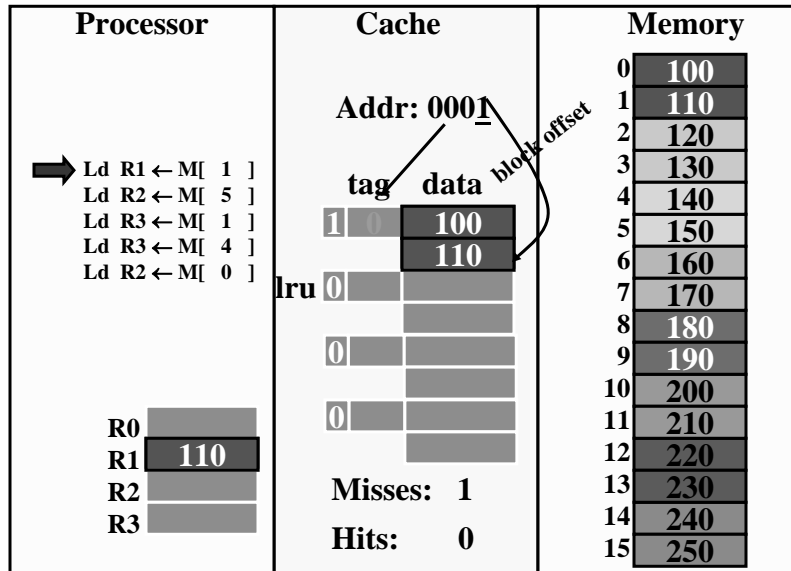 Processor
Ld R1 ← M[ 1 ]
Ld R2 ← M[ 5 ]
Ld R3 ← M[ 1 ]
Ld R3 ← M[ 4 ]
Ld R2 ← M[ 0 ]
R0
R1 110
R2
R3
Cache
Addr: 0001
block offset
tag data
1 0 100
110
lru 0
0
0
Misses: 1
Hits: 0
Memory
0 100
1 110
2 120
3 130
4 140
5 150
6 160
7 170
8 180
9 190
10 200
11 210
12 220
13 230
14 240
15 250